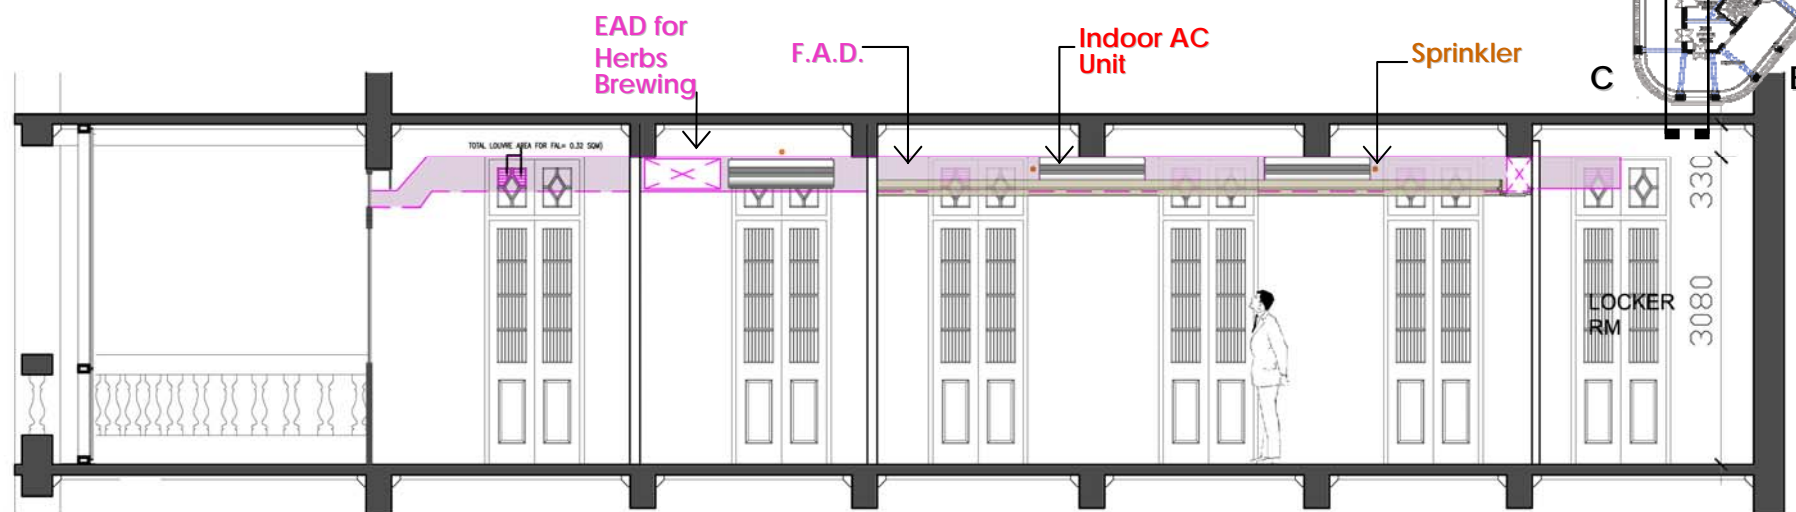 EAD for
Herbs
Brewing
F.A.D.
Indoor AC
Unit
Sprinkler
C
TOTAL LOUVRE AREA FOR FAL= 0.32 SQM)
330
3080
LOCKER
RM